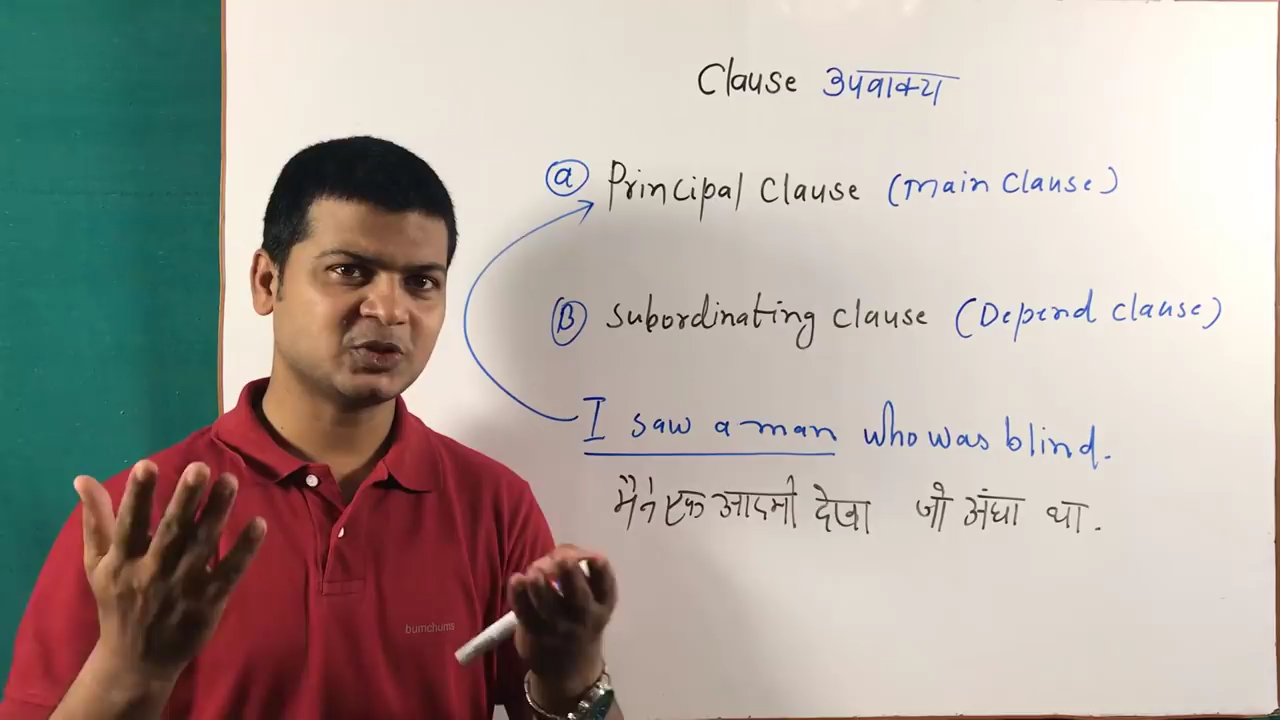 Clause उपवाक्य
(a) Principal Clause (Main Clause)
(B) Subordinating Clause (Depend Clause)
I saw a man who was blind.
मैने एक आदमी देखा जो अंधा था.
bumchums